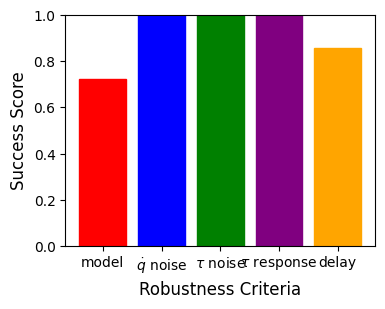 1.0
0.8
0.6
0.4
0.2
0.0
Success Score
model q̇ noise τ noise τ response delay
Robustness Criteria